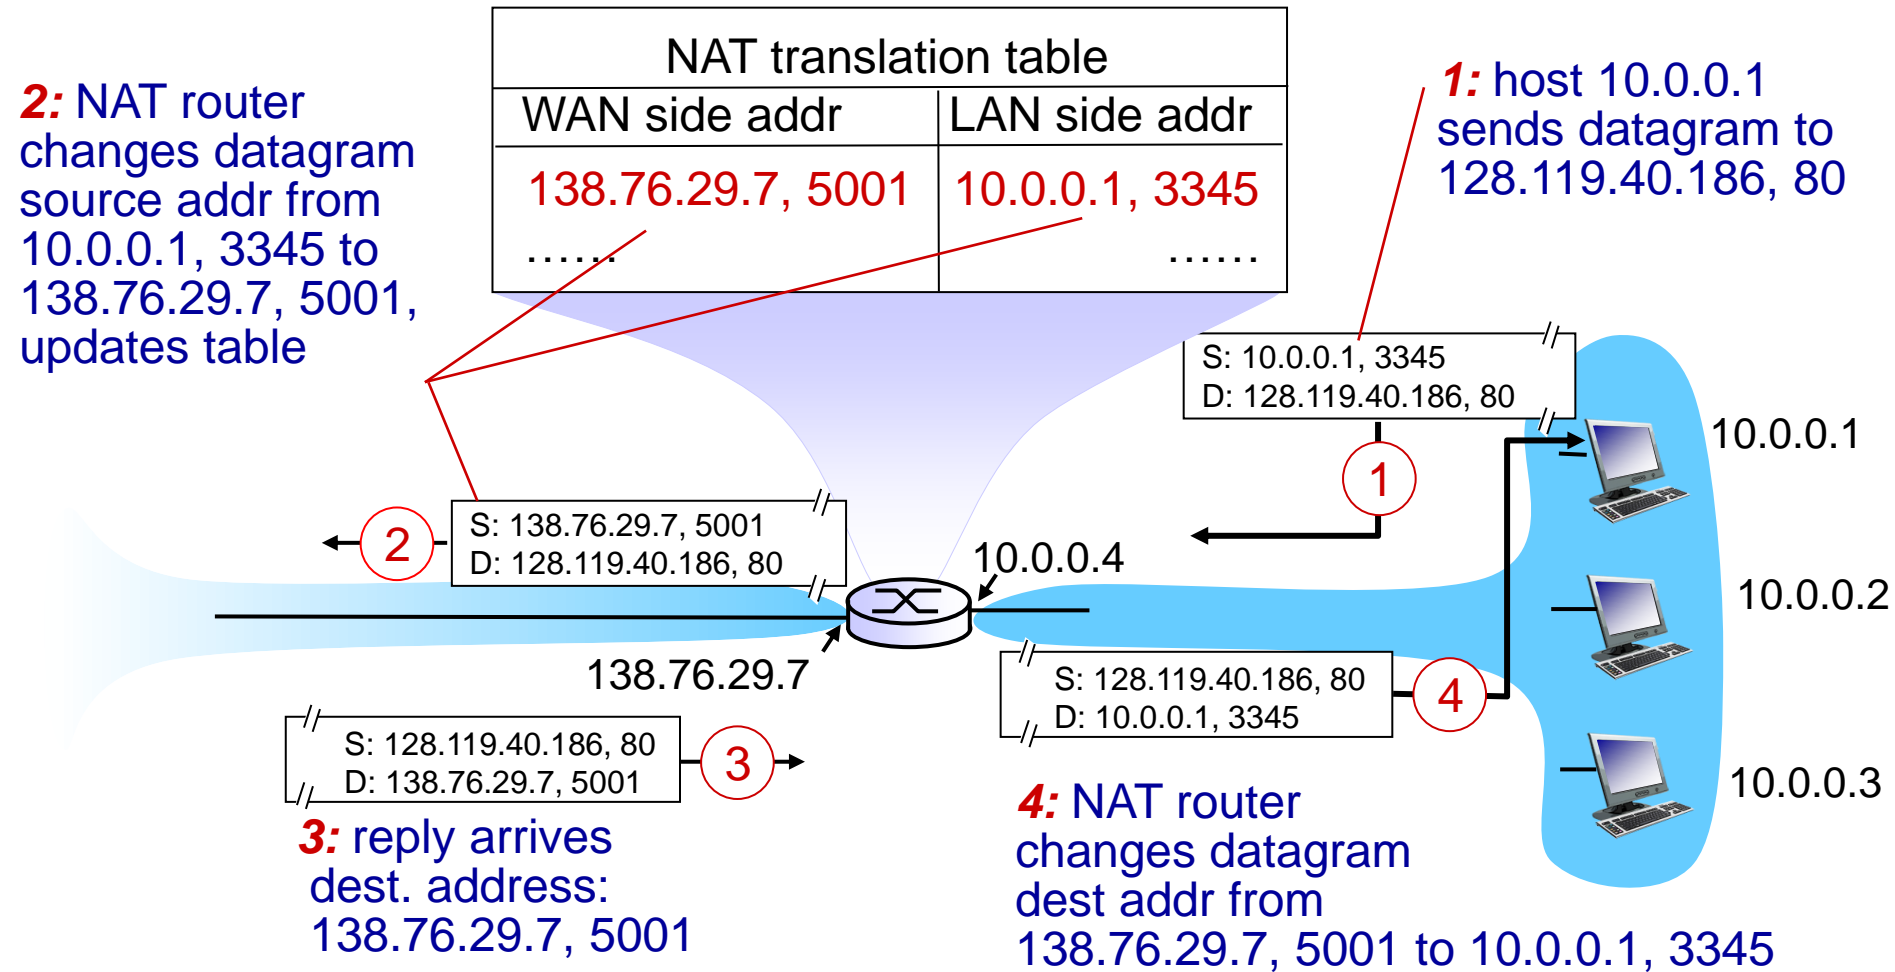 NAT translation table
WAN side addr
LAN side addr
138.76.29.7, 5001
10.0.0.1, 3345
......
......
1: host 10.0.0.1
sends datagram to
128.119.40.186, 80
2: NAT router
changes datagram
source addr from
10.0.0.1, 3345 to
138.76.29.7, 5001,
updates table
S: 10.0.0.1, 3345
D: 128.119.40.186, 80
1
10.0.0.1
S: 138.76.29.7, 5001
D: 128.119.40.186, 80
2
10.0.0.4
10.0.0.2
138.76.29.7
S: 128.119.40.186, 80
D: 10.0.0.1, 3345
4
S: 128.119.40.186, 80
D: 138.76.29.7, 5001
3
10.0.0.3
3: reply arrives
dest. address:
138.76.29.7, 5001
4: NAT router
changes datagram
dest addr from
138.76.29.7, 5001 to 10.0.0.1, 3345